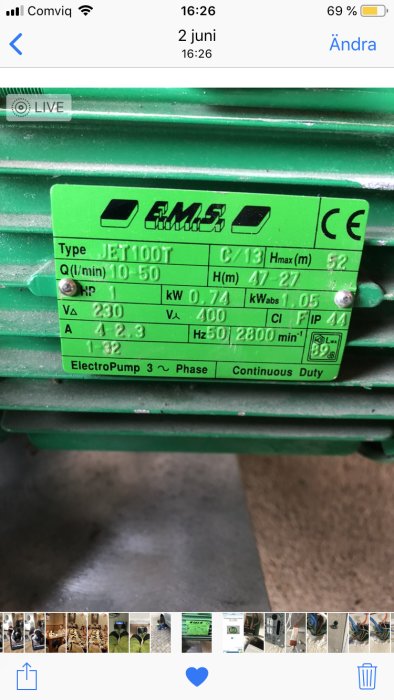 Comviq 16:26 69 %
2 juni
16:26
Ändra
LIVE
E.M.S. CE
Type JET100T C/13 Hmax(m) 52
Q(l/min) 10-50 H(m) 47-27
HP 1 kW 0.74 kWabs 1.05
V△ 230 V⅄ 400 Cl F IP 44
A 4-2.3 Hz 50 2800 min⁻¹
1-32 89
ElectroPump 3 ~ Phase Continuous Duty